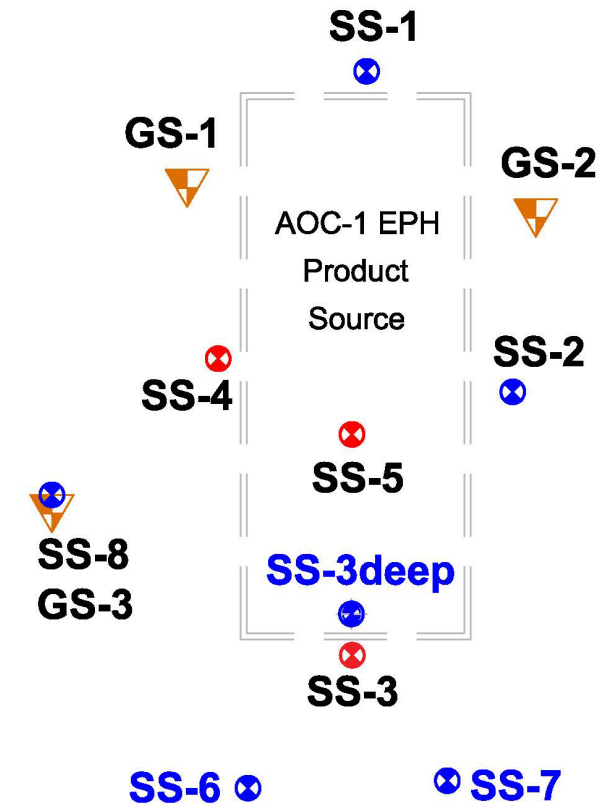 SS-1
GS-1
GS-2
AOC-1 EPH
Product
Source
SS-2
SS-4
SS-5
SS-8
GS-3
SS-3deep
SS-3
SS-6
SS-7